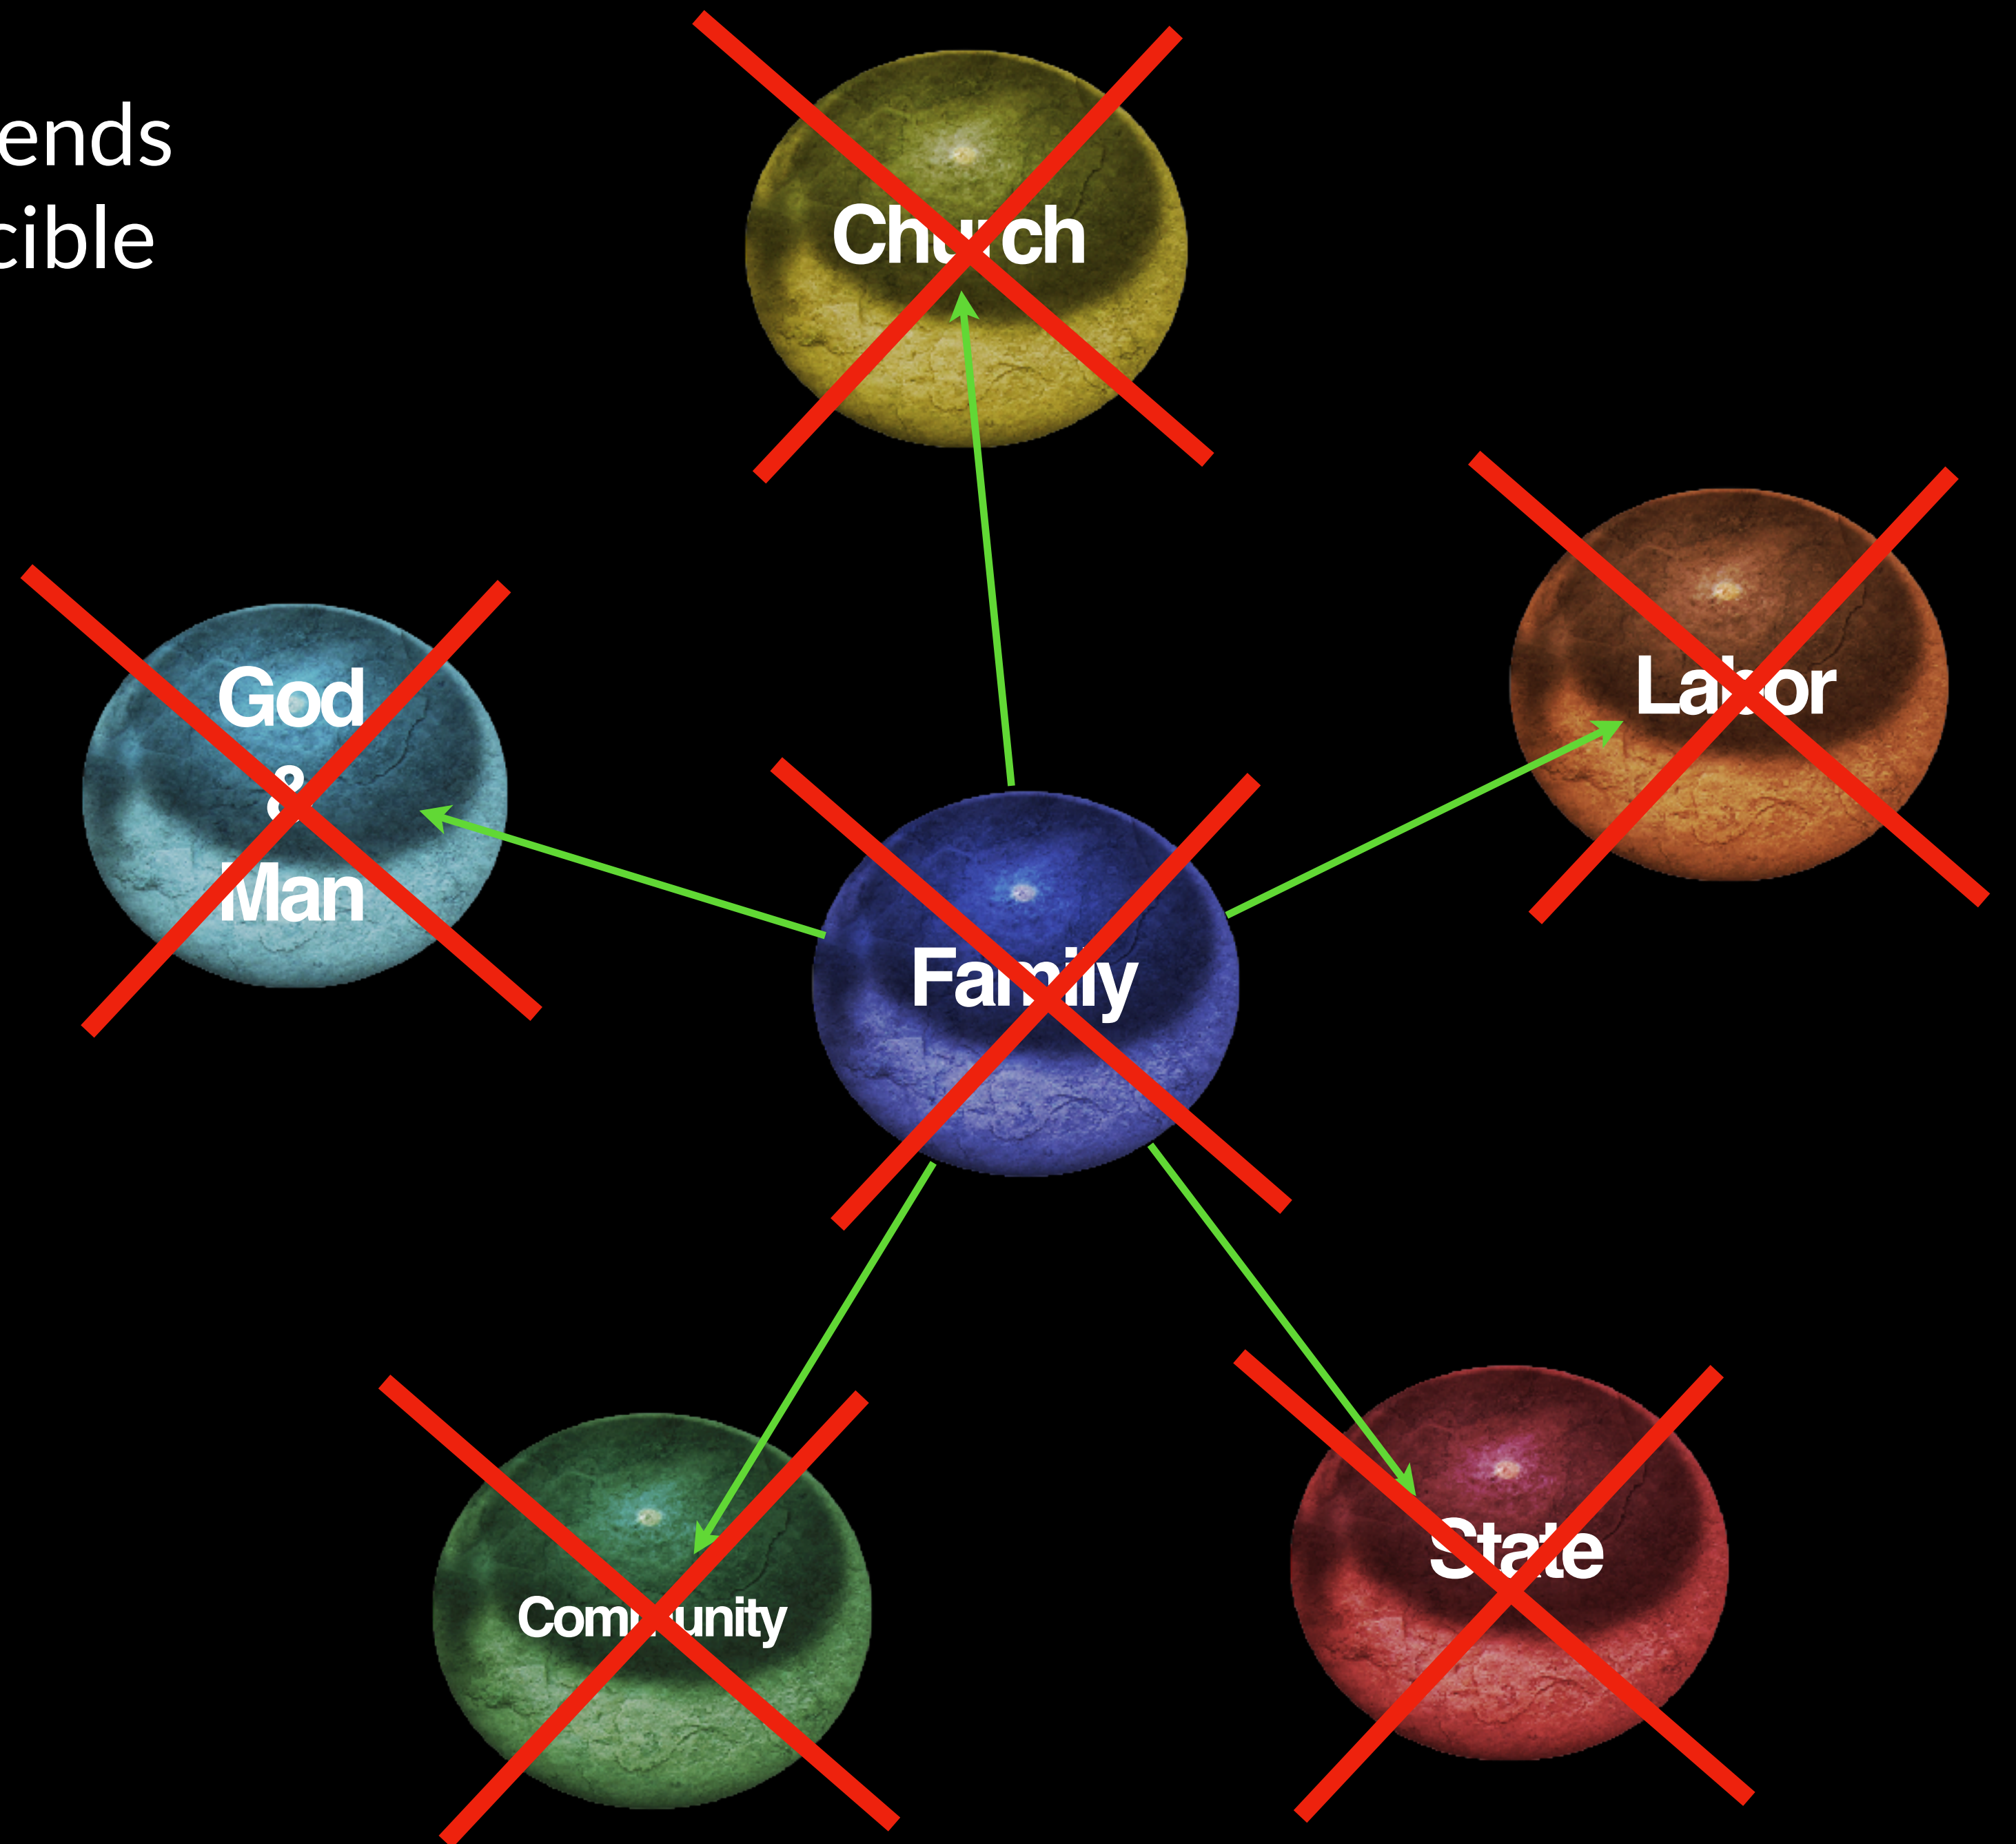 ends
cible
Church
Labor
God
&
Man
Family
State
Community